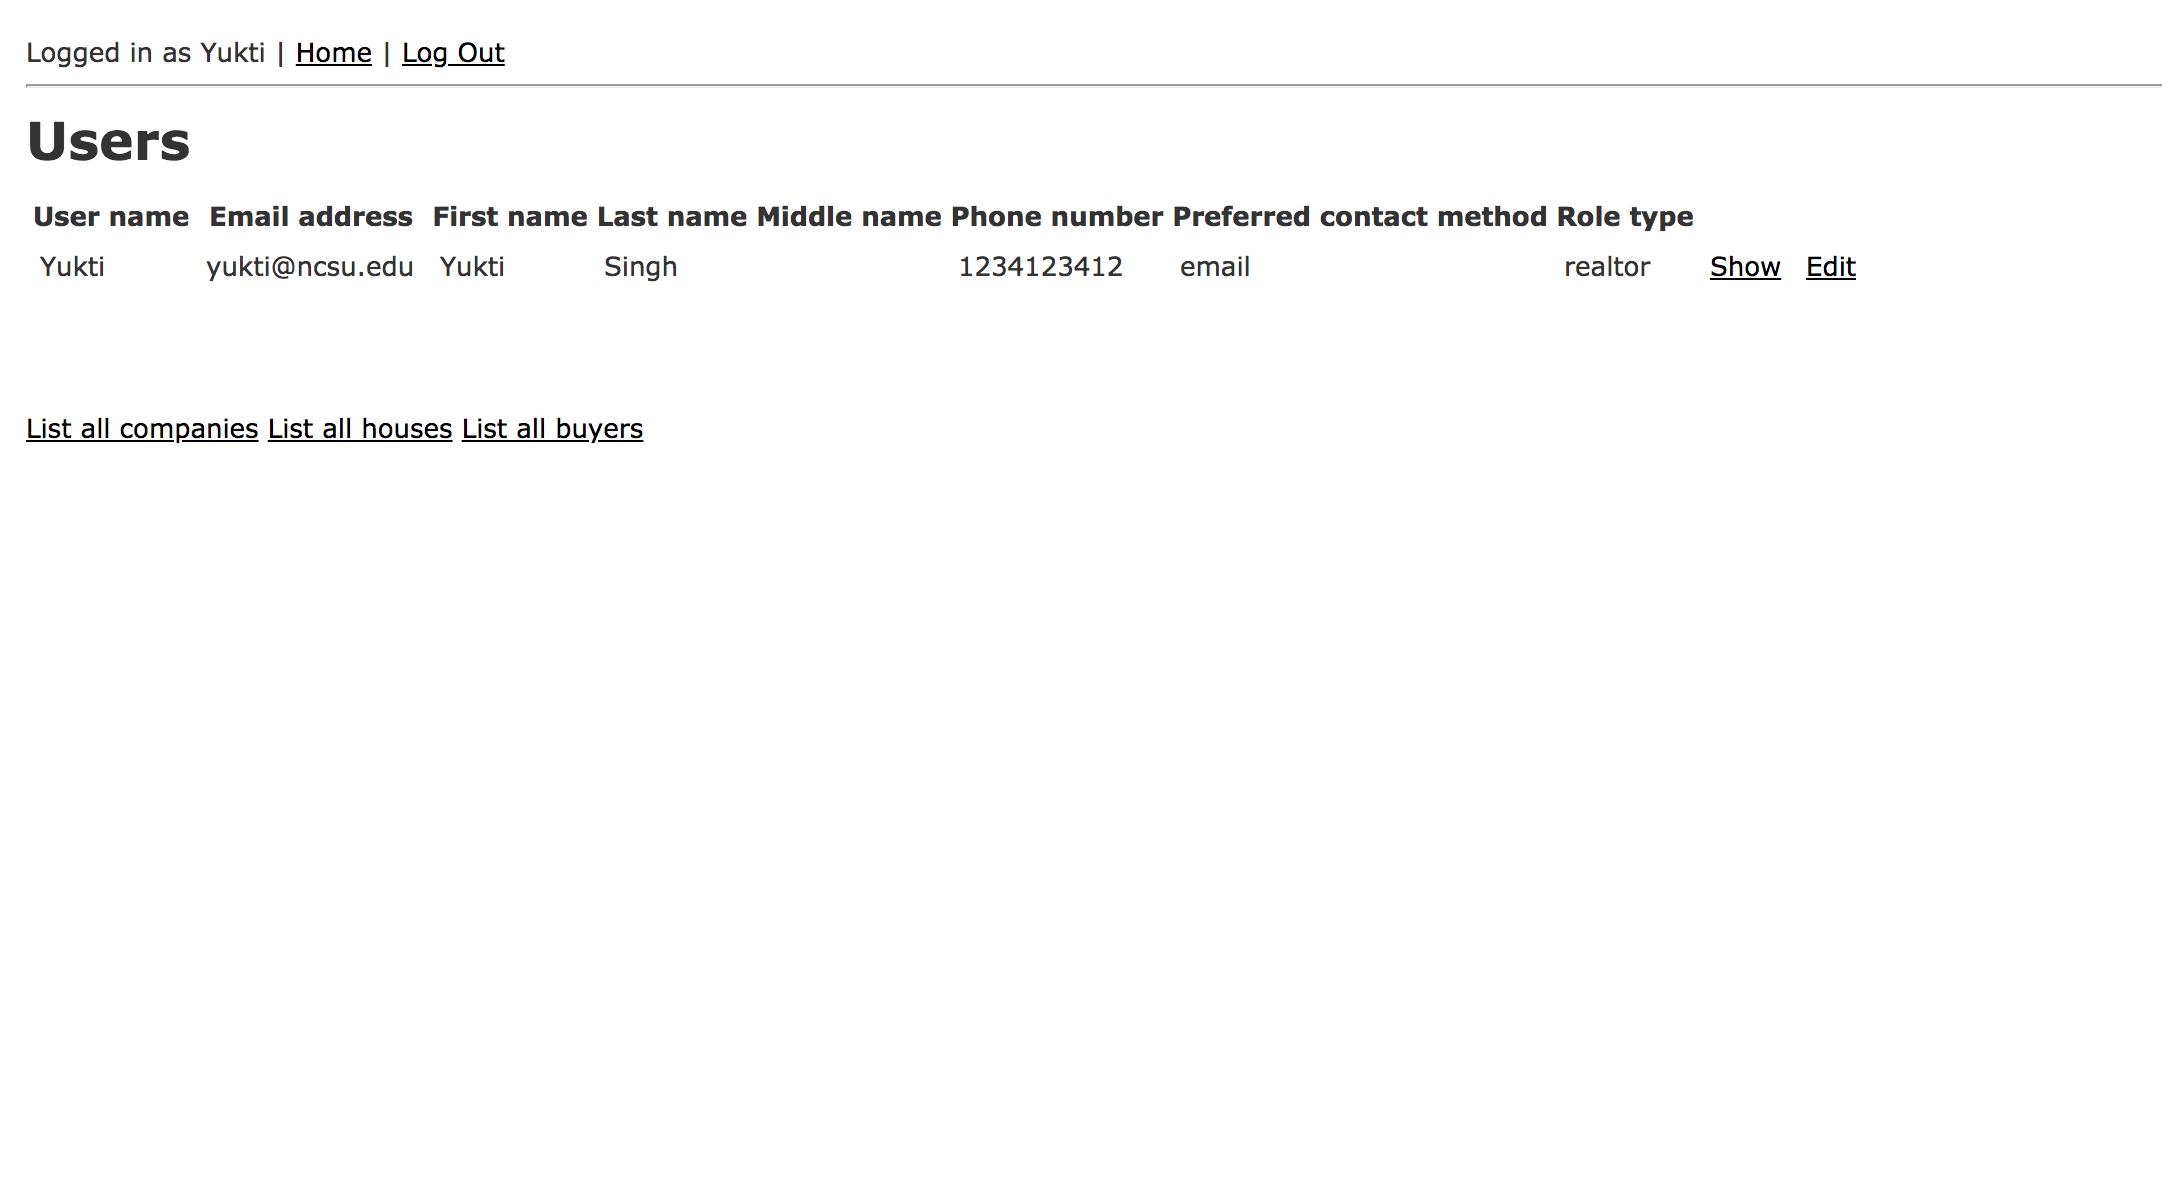 Logged in as Yukti | Home | Log Out
Users
User name Email address First name Last name Middle name Phone number Preferred contact method Role type
Yukti yukti@ncsu.edu Yukti Singh 1234123412 email realtor Show Edit
List all companies List all houses List all buyers